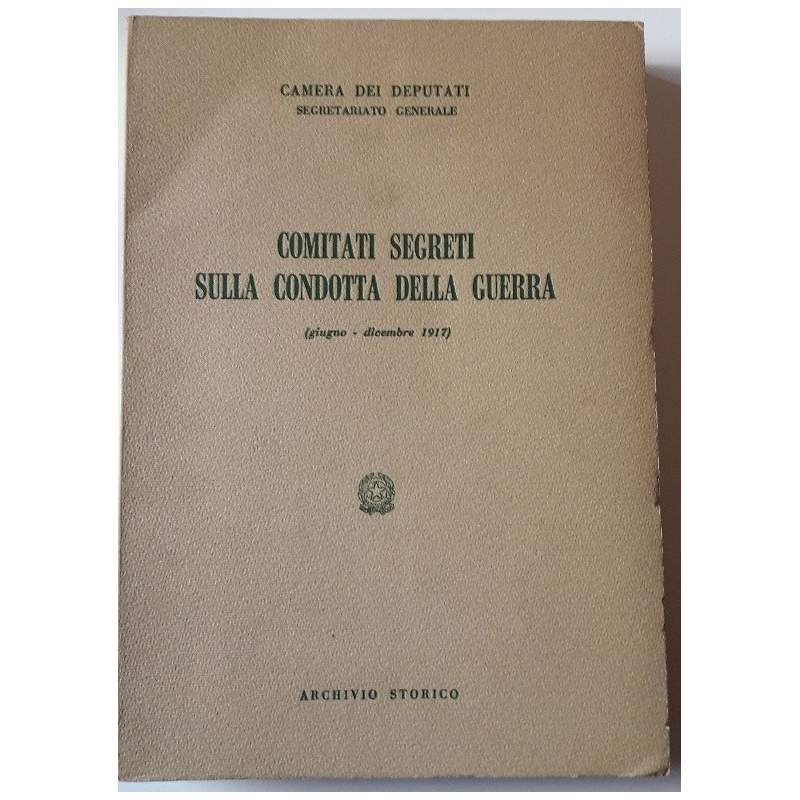 CAMERA DEI DEPUTATI
SEGRETARIATO GENERALE
COMITATI SEGRETI
SULLA CONDOTTA DELLA GUERRA
(giugno - dicembre 1917)
ARCHIVIO STORICO